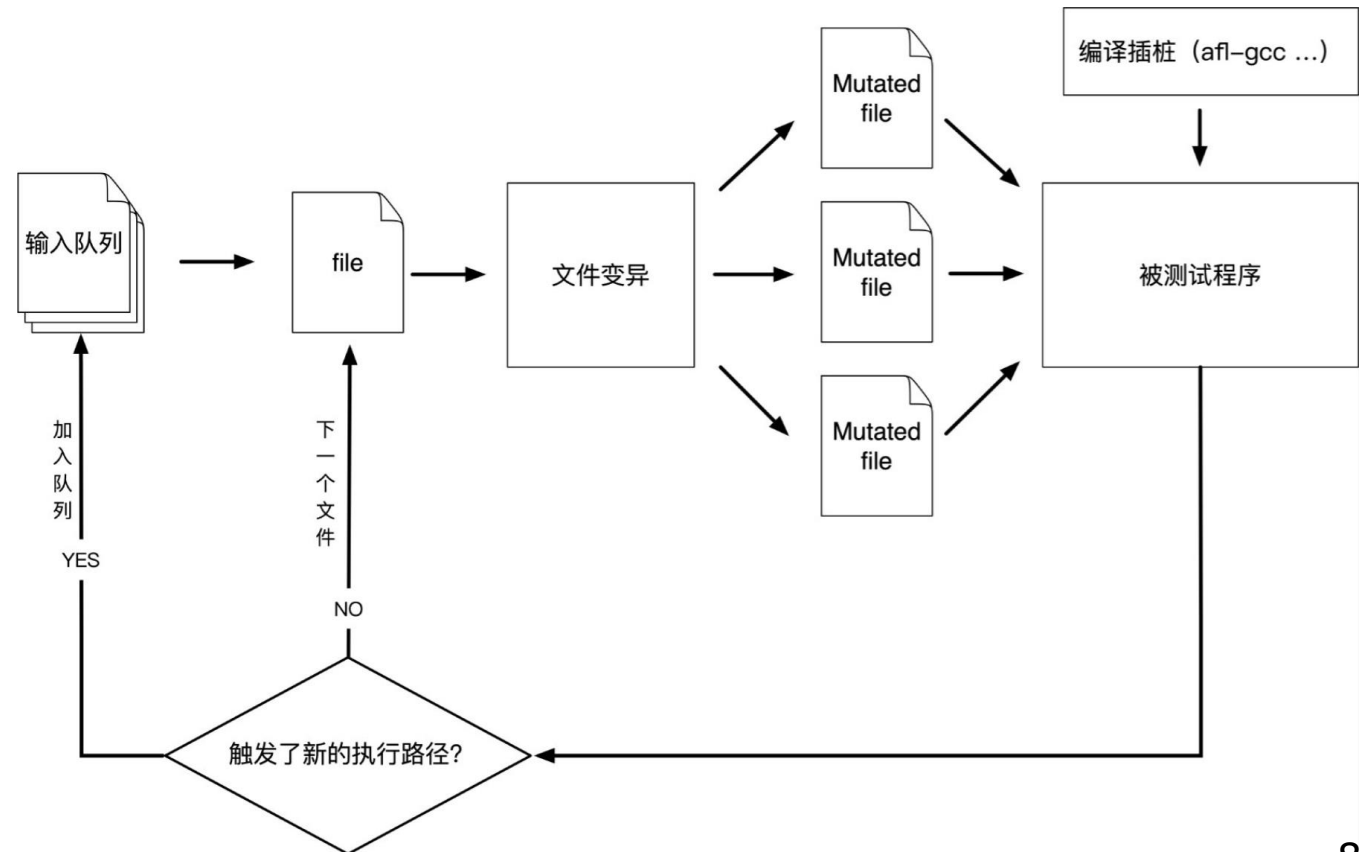 编译插桩（afl-gcc ...）
Mutated
file
输入队列
file
文件变异
Mutated
file
被测试程序
Mutated
file
加入队列
YES
下一个文件
NO
触发了新的执行路径?